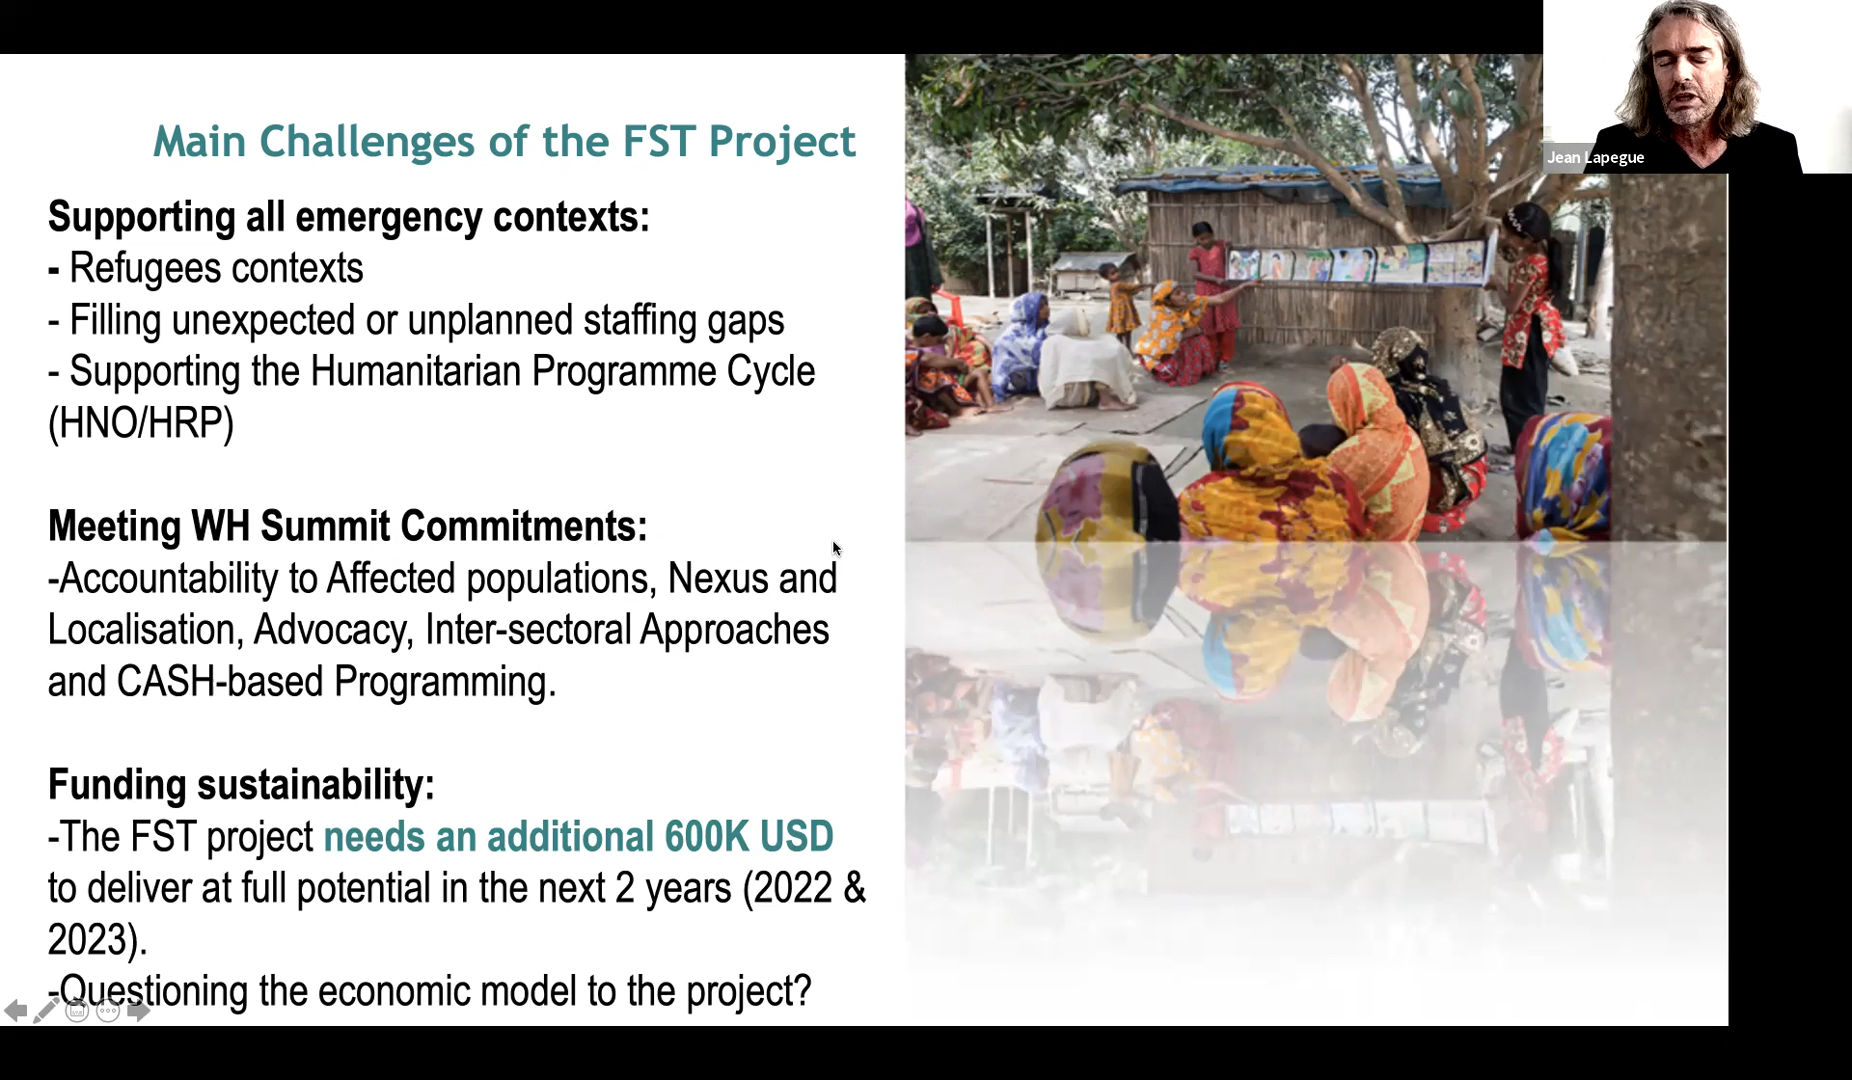 Jean Lapegue
Main Challenges of the FST Project
Supporting all emergency contexts:
- Refugees contexts
- Filling unexpected or unplanned staffing gaps
- Supporting the Humanitarian Programme Cycle
(HNO/HRP)
Meeting WH Summit Commitments:
-Accountability to Affected populations, Nexus and
Localisation, Advocacy, Inter-sectoral Approaches
and CASH-based Programming.
Funding sustainability:
-The FST project needs an additional 600K USD
to deliver at full potential in the next 2 years (2022 &
2023).
-Questioning the economic model to the project?